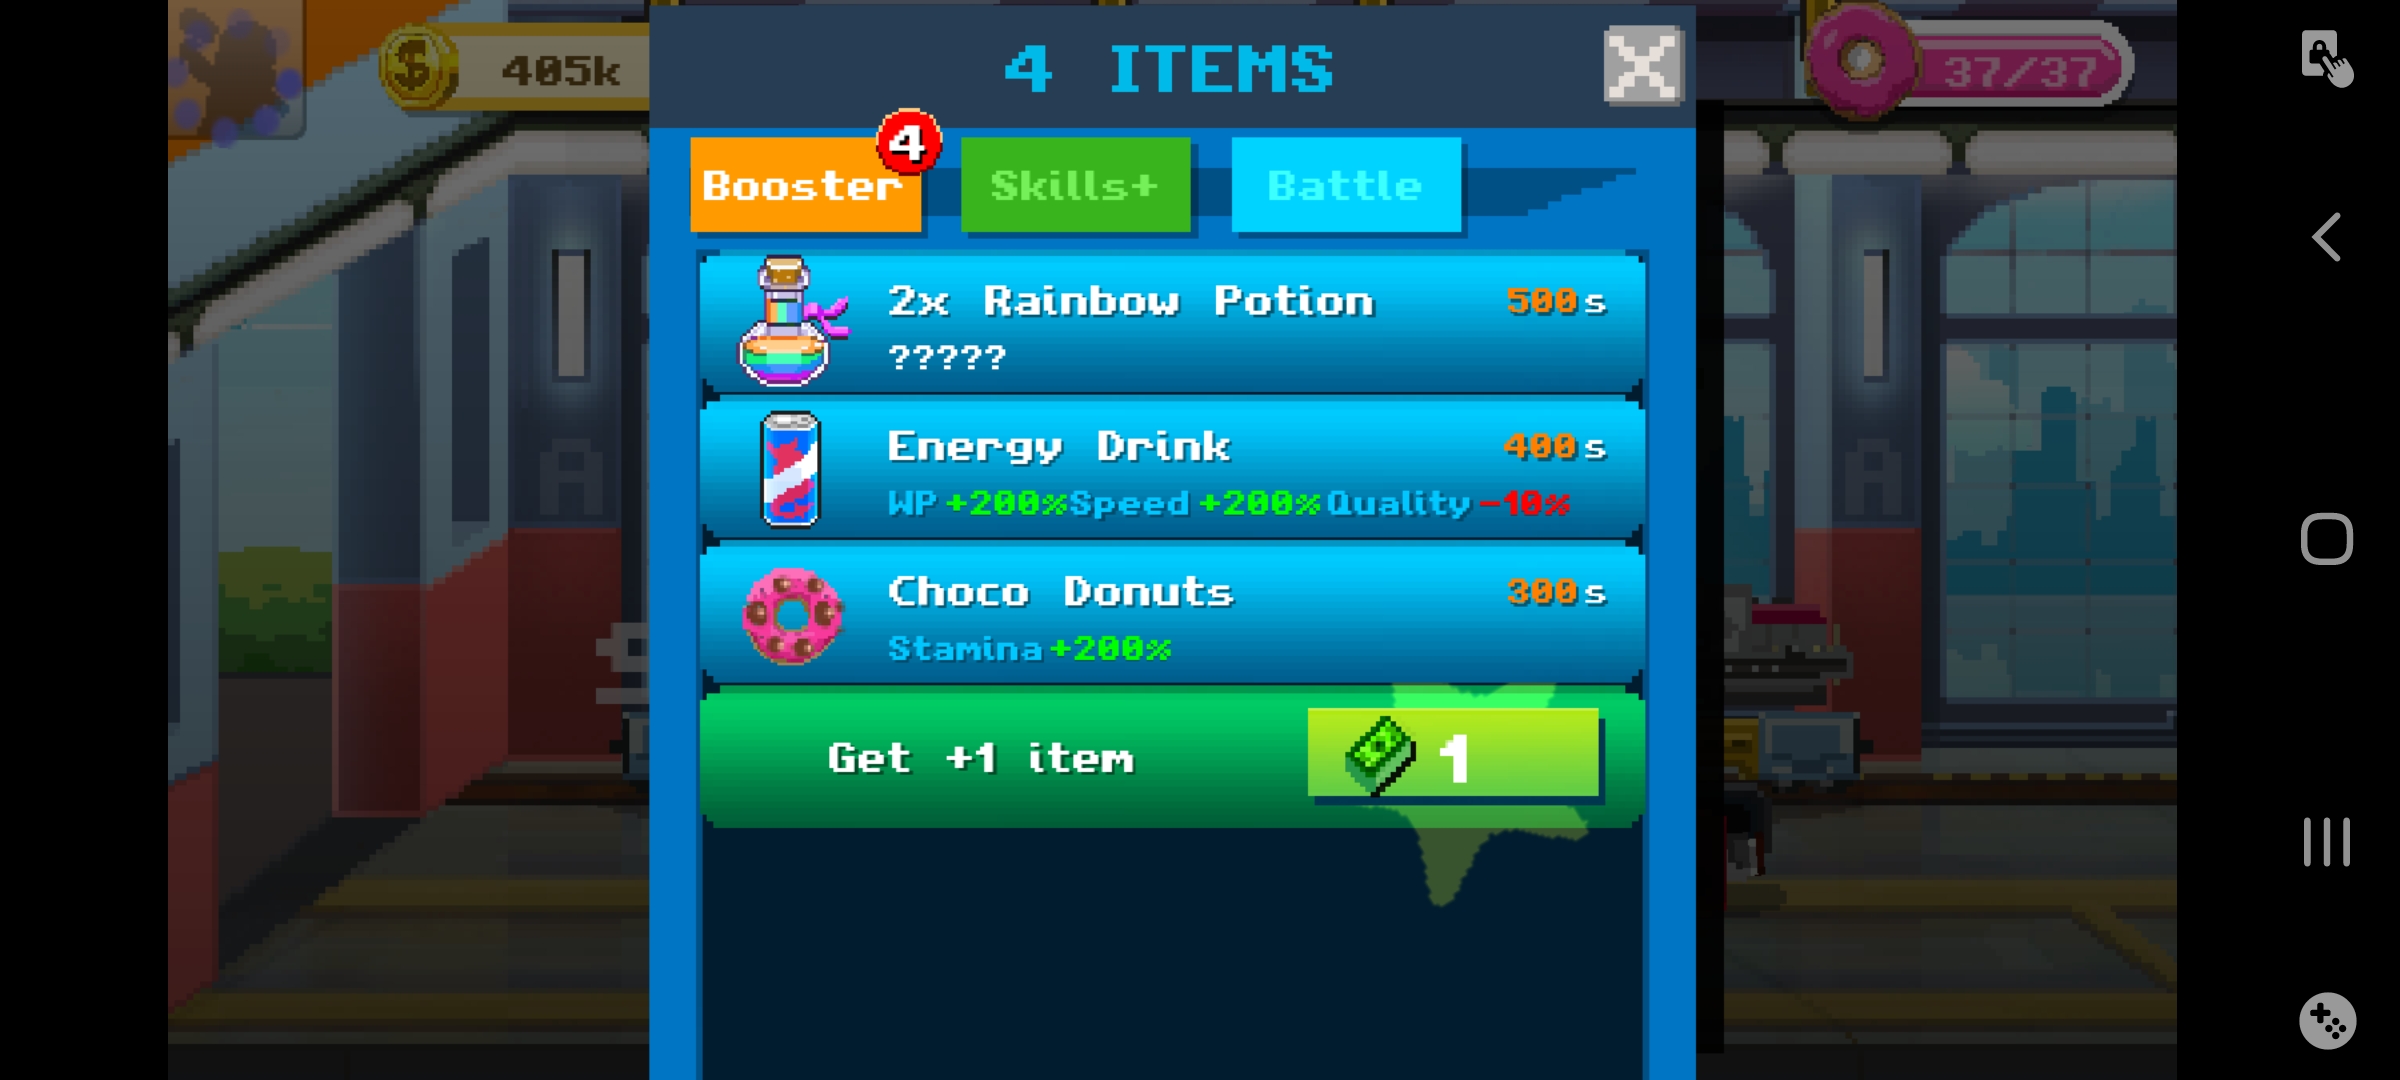 405k
4 ITEMS
37/37
Booster
4
Skills+
Battle
2x Rainbow Potion 500s
?????
Energy Drink 400s
WP +200% Speed +200% Quality -10%
Choco Donuts 300s
Stamina +200%
Get +1 item 1
A
A